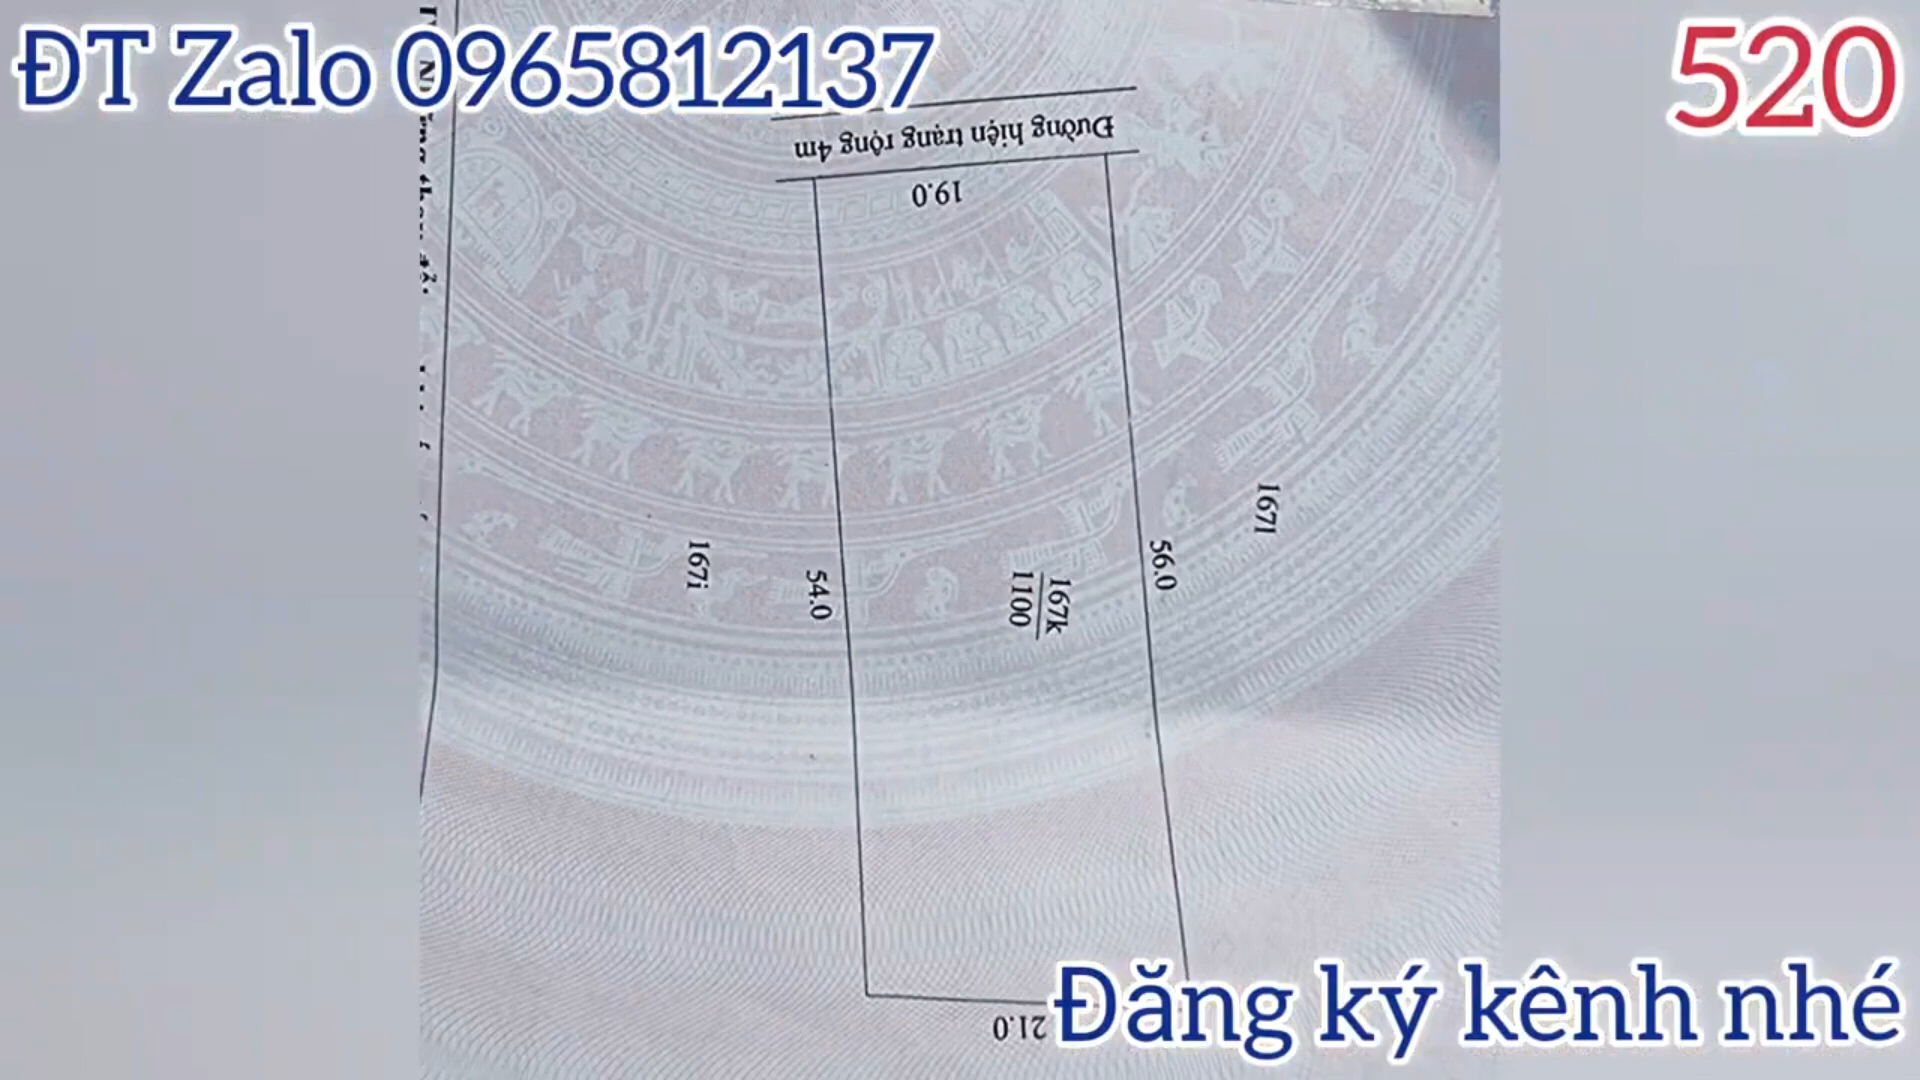 ĐT Zalo 0965812137
520
Đường hiện trạng rộng 4m
19.0
167l
56.0
167k
1100
54.0
167i
21.0
Đăng ký kênh nhé